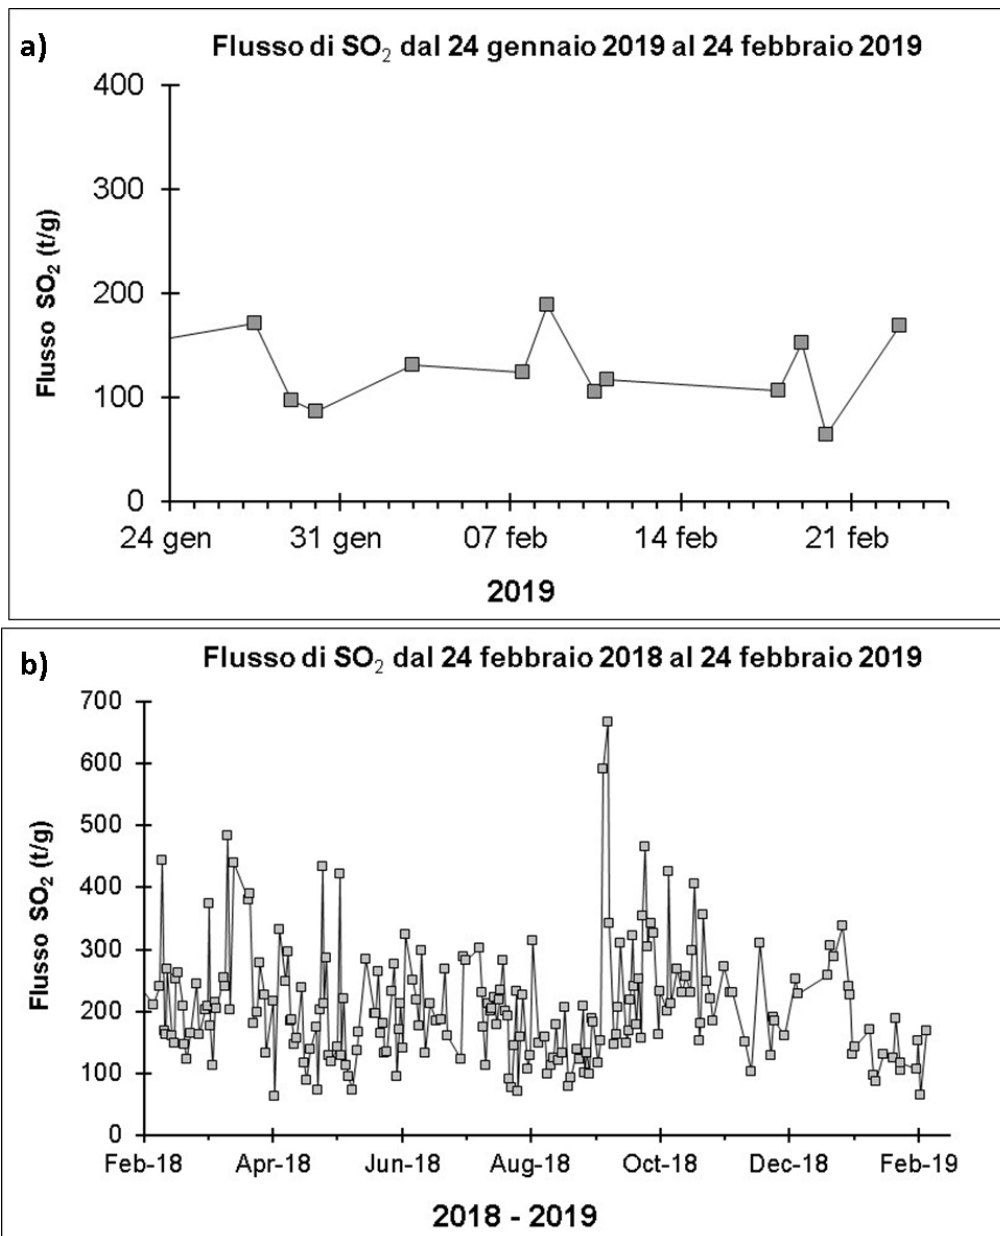 a)
Flusso di SO₂ dal 24 gennaio 2019 al 24 febbraio 2019
400
300
200
100
0
Flusso SO₂ (t/g)
24 gen 31 gen 07 feb 14 feb 21 feb
2019
b)
Flusso di SO₂ dal 24 febbraio 2018 al 24 febbraio 2019
700
600
500
400
300
200
100
0
Flusso SO₂ (t/g)
Feb-18 Apr-18 Jun-18 Aug-18 Oct-18 Dec-18 Feb-19
2018 - 2019